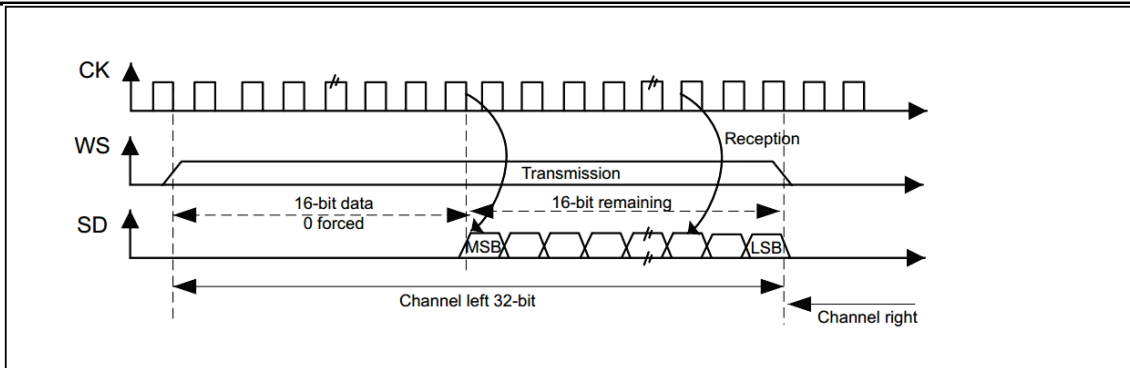 CK
Reception
WS
Transmission
16-bit data
16-bit remaining
0 forced
SD
MSB
LSB
Channel left 32-bit
Channel right